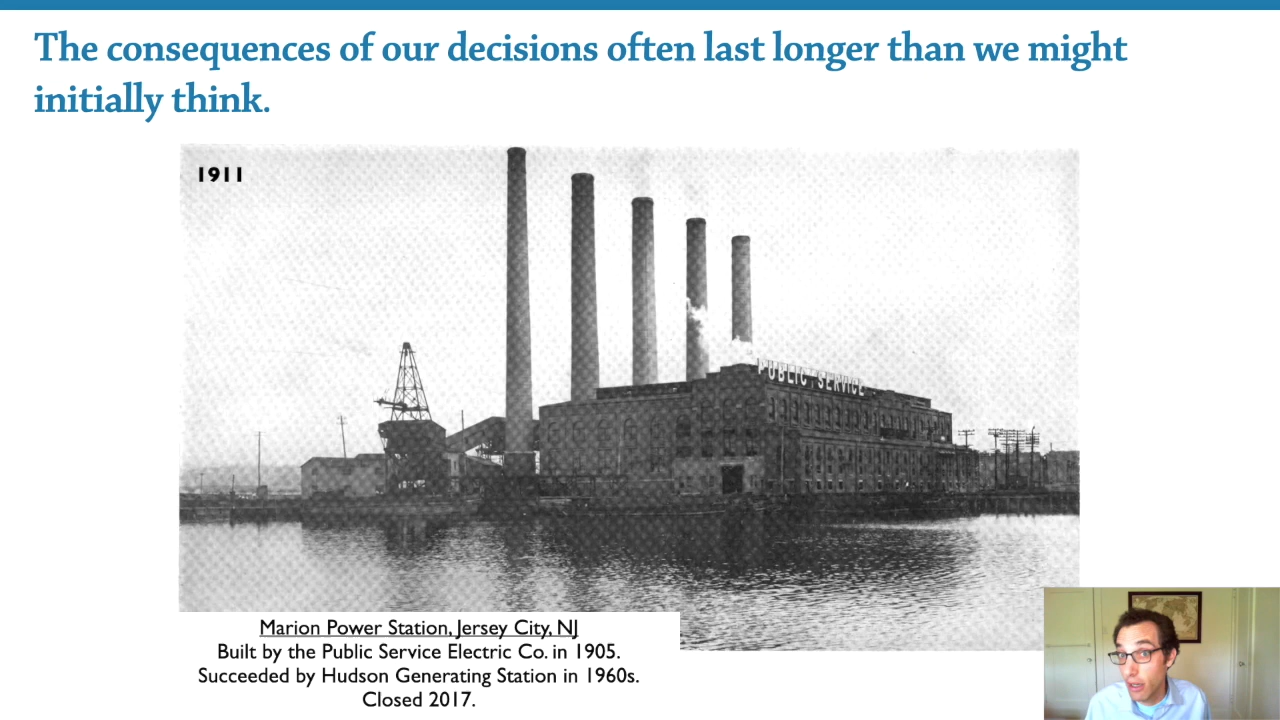 The consequences of our decisions often last longer than we might
initially think.
1911
PUBLIC SERVICE
Marion Power Station, Jersey City, NJ
Built by the Public Service Electric Co. in 1905.
Succeeded by Hudson Generating Station in 1960s.
Closed 2017.